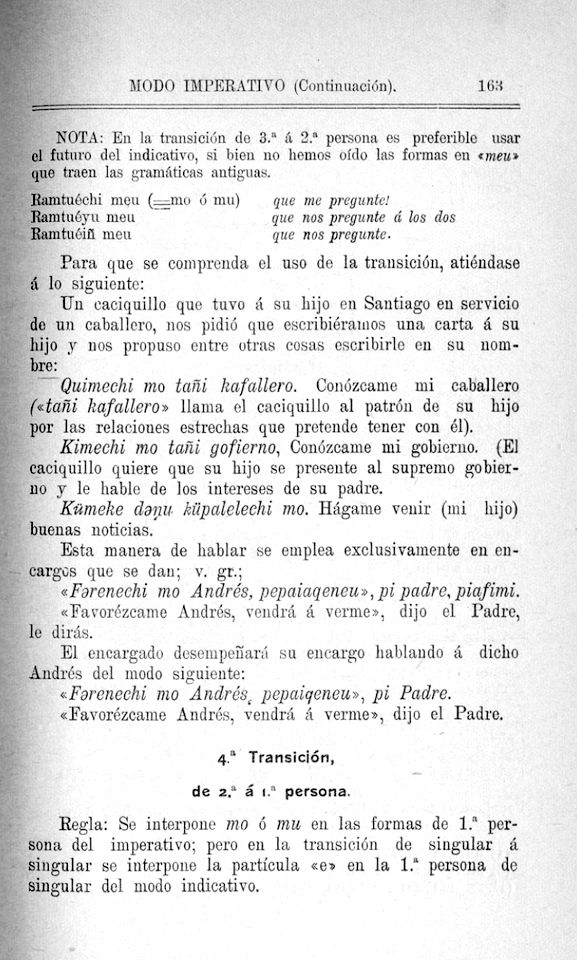 MODO IMPERATIVO (Continuación). 163
NOTA: En la transición de 3.ª á 2.ª persona es preferible usar
el futuro del indicativo, si bien no hemos oído las formas en «meu»
que traen las gramáticas antiguas.
Ramtuéchi meu (=mo ó mu) que me pregunte!
Ramtuéyu meu que nos pregunte á los dos
Ramtuéiñ meu que nos pregunte.
Para que se comprenda el uso de la transición, atiéndase
á lo siguiente:
Un caciquillo que tuvo á su hijo en Santiago en servicio
de un caballero, nos pidió que escribiéramos una carta á su
hijo y nos propuso entre otras cosas escribirle en su nom-
bre:
Quimechi mo tañi kafallero. Conózcame mi caballero
(«tañi kafallero» llama el caciquillo al patrón de su hijo
por las relaciones estrechas que pretende tener con él).
Kimechi mo tañi gofierno, Conózcame mi gobierno. (El
caciquillo quiere que su hijo se presente al supremo gobier-
no y le hable de los intereses de su padre.
Kümeke dəṇu küpalelechi mo. Hágame venir (mi hijo)
buenas noticias.
Esta manera de hablar se emplea exclusivamente en en-
cargos que se dan; v. gr.;
«Fərenechi mo Andrés, pepaiaqeneu», pi padre, piafimi.
«Favorézcame Andrés, vendrá á verme», dijo el Padre,
le dirás.
El encargado desempeñará su encargo hablando á dicho
Andrés del modo siguiente:
«Fərenechi mo Andrés, pepaiqeneu», pi Padre.
«Favorézcame Andrés, vendrá á verme», dijo el Padre.
4.ª Transición,
de 2.ª á 1.ª persona.
Regla: Se interpone mo ó mu en las formas de 1.ª per-
sona del imperativo; pero en la transición de singular á
singular se interpone la partícula «e» en la 1.ª persona de
singular del modo indicativo.